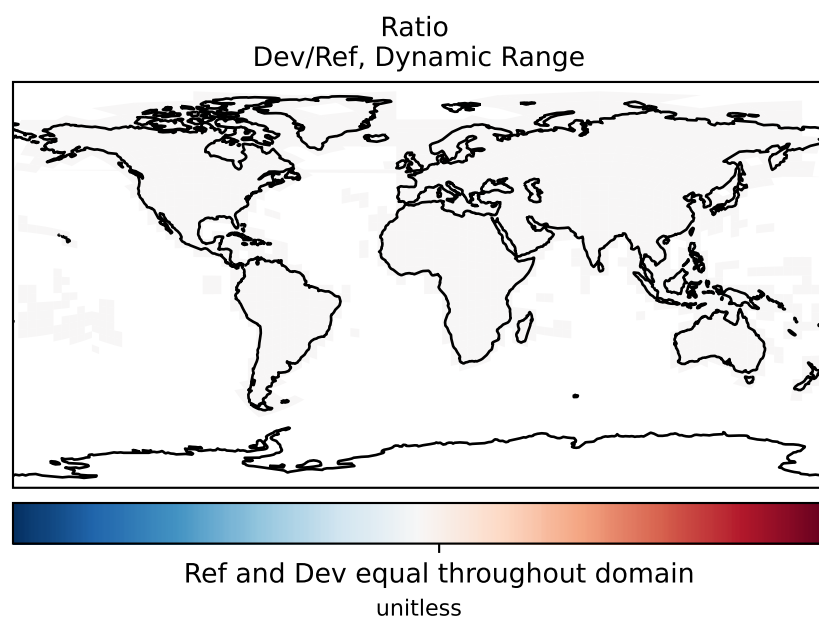 Ratio
Dev/Ref, Dynamic Range
Ref and Dev equal throughout domain
unitless